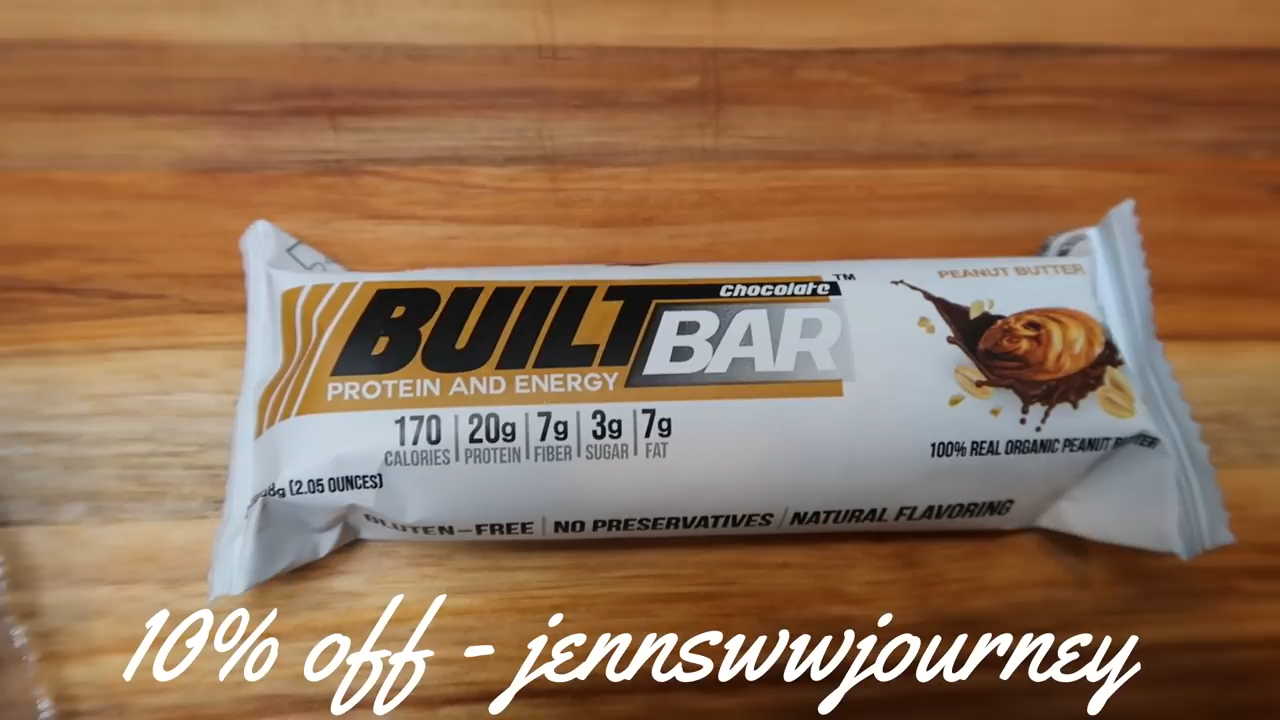 PEANUT BUTTER
Chocolate™
BUILT BAR
PROTEIN AND ENERGY
170 | 20g | 7g | 3g | 7g
CALORIES | PROTEIN | FIBER | SUGAR | FAT
100% REAL ORGANIC PEANUT BUTTER
(2.05 OUNCES)
GLUTEN-FREE | NO PRESERVATIVES | NATURAL FLAVORING
10% off - jennswwjourney